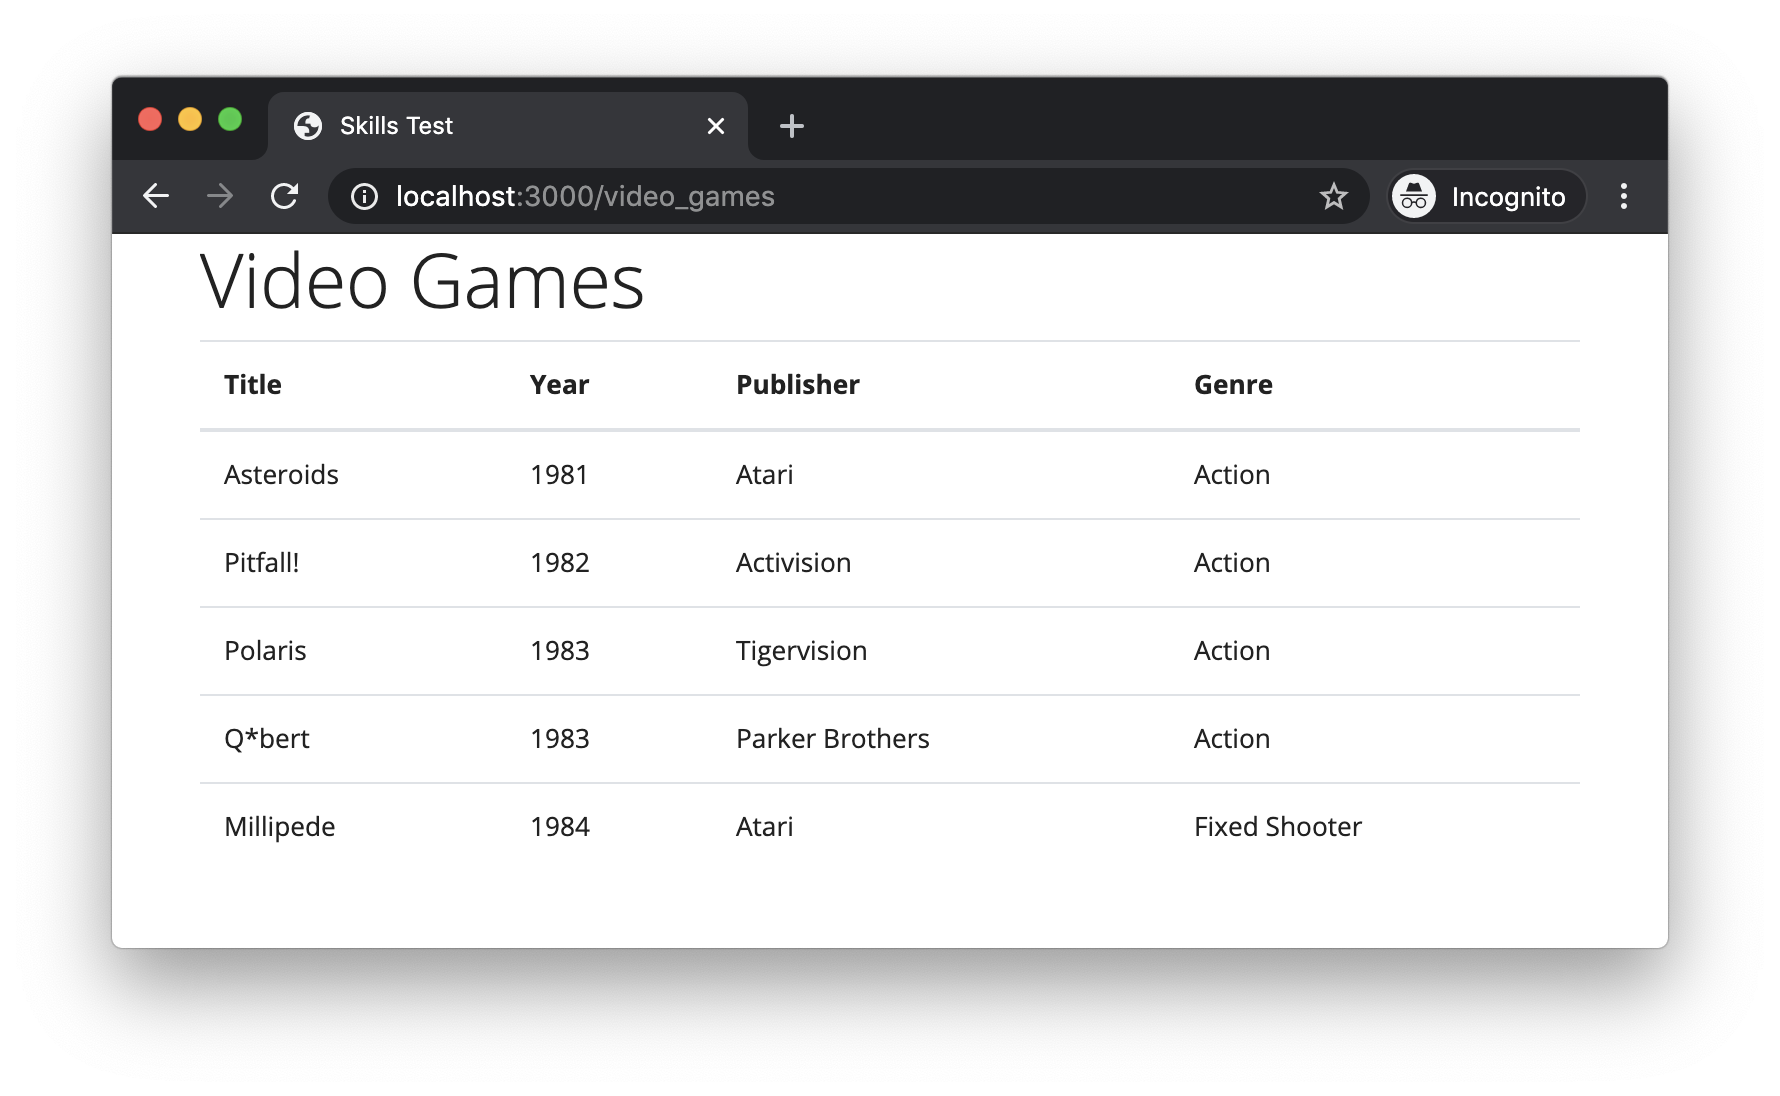 Skills Test
localhost:3000/video_games
Incognito
Video Games
Title Year Publisher Genre
Asteroids 1981 Atari Action
Pitfall! 1982 Activision Action
Polaris 1983 Tigervision Action
Q*bert 1983 Parker Brothers Action
Millipede 1984 Atari Fixed Shooter